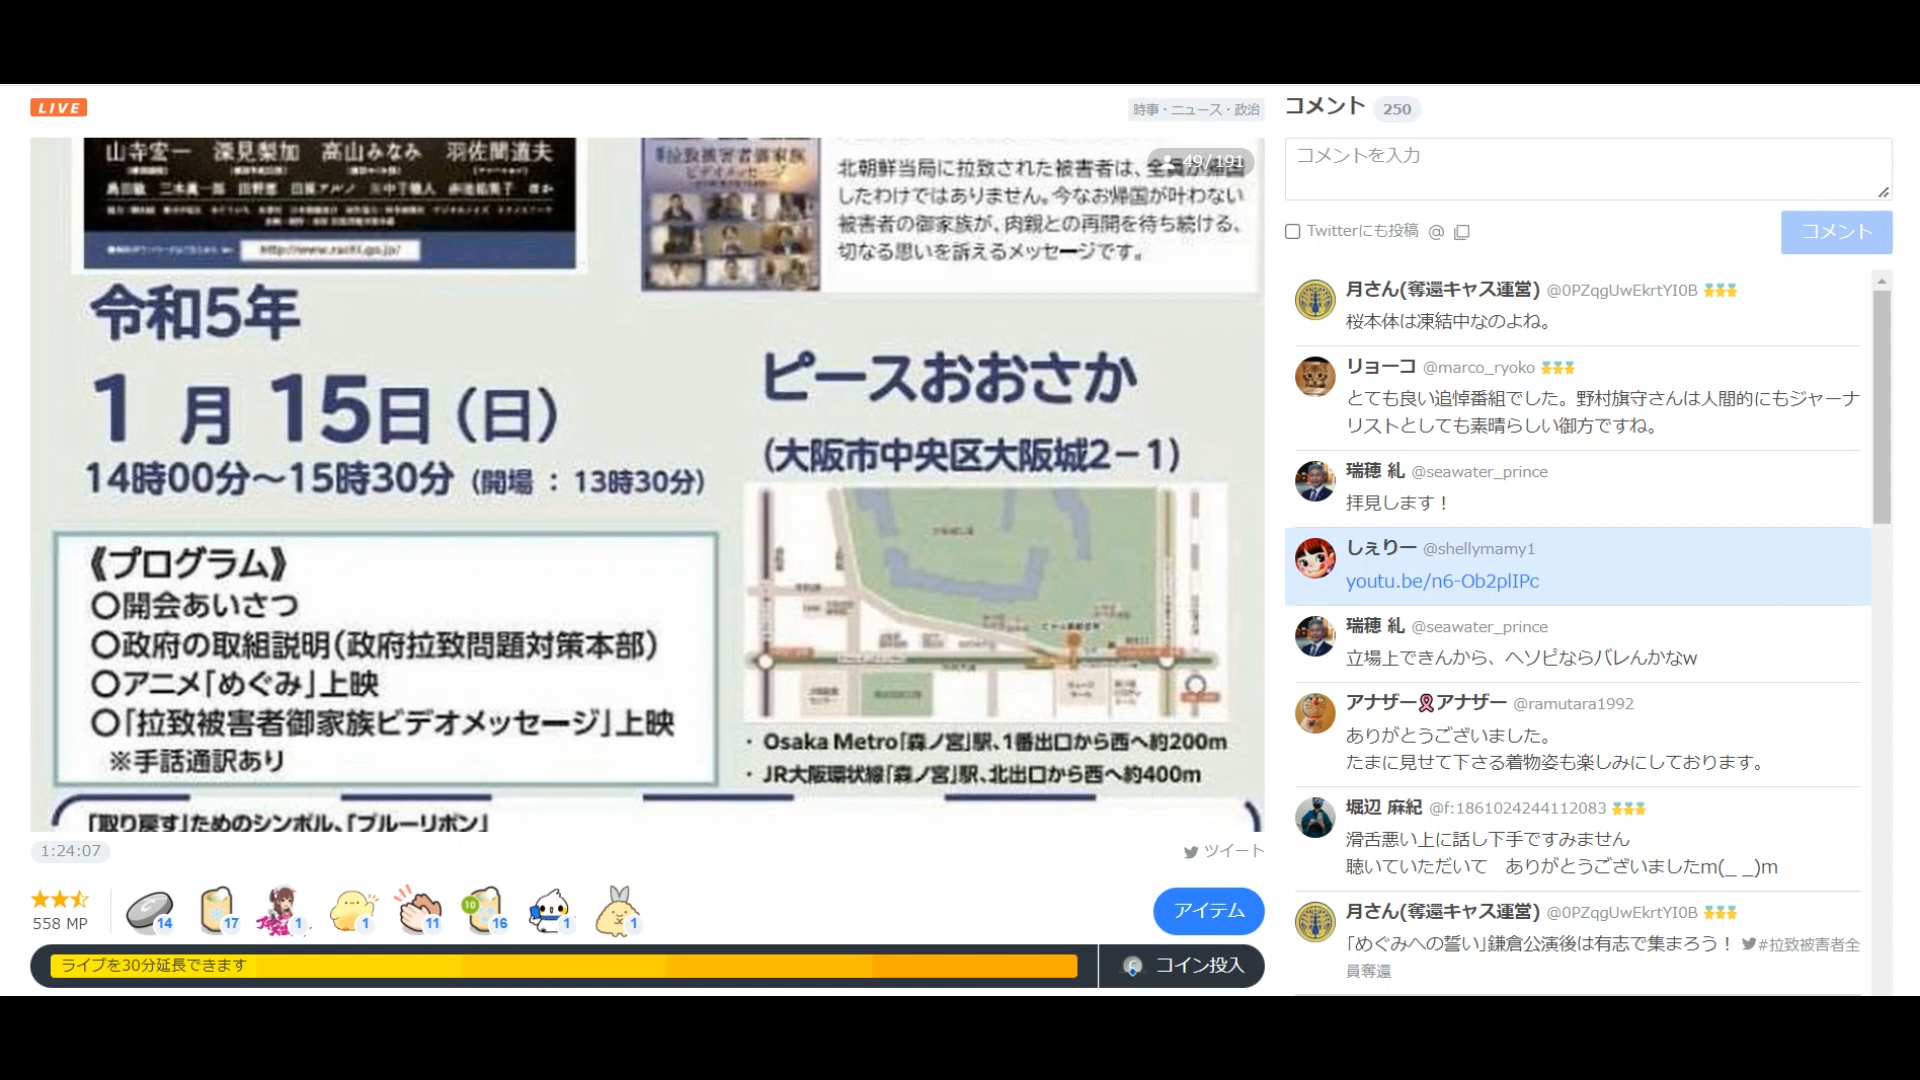 LIVE
時事・ニュース・政治
山寺宏一 深見梨加 高山みなみ 羽佐間道夫
http://www.rachi.go.jp/
拉致被害者御家族
ビデオメッセージ
49/191
北朝鮮当局に拉致された被害者は、全員が帰国
したわけではありません。今なお帰国が叶わない
被害者の御家族が、肉親との再開を待ち続ける、
切なる思いを訴えるメッセージです。
令和5年
1月15日(日)
14時00分～15時30分(開場：13時30分)
ピースおおさか
(大阪市中央区大阪城2－1)
《プログラム》
〇開会あいさつ
〇政府の取組説明(政府拉致問題対策本部)
〇アニメ「めぐみ」上映
〇「拉致被害者御家族ビデオメッセージ」上映
※手話通訳あり
・Osaka Metro「森ノ宮」駅、1番出口から西へ約200m
・JR大阪環状線「森ノ宮」駅、北出口から西へ約400m
「取り戻す」ためのシンボル、「ブルーリボン」
1:24:07
ツイート
558 MP
14
17
1
1
11
10
16
1
1
アイテム
ライブを30分延長できます
コイン投入
コメント 250
コメントを入力
Twitterにも投稿 @
コメント
月さん(奪還キャス運営) @0PZqgUwEkrtYI0B
桜本体は凍結中なのよね。
リョーコ @marco_ryoko
とても良い追悼番組でした。野村旗守さんは人間的にもジャーナ
リストとしても素晴らしい御方ですね。
瑞穂 糺 @seawater_prince
拝見します！
しぇりー @shellymamy1
youtu.be/n6-Ob2plIPc
瑞穂 糺 @seawater_prince
立場上できんから、ヘソピならバレんかなw
アナザー🎗アナザー @ramutara1992
ありがとうございました。
たまに見せて下さる着物姿も楽しみにしております。
堀辺 麻紀 @f:1861024244112083
滑舌悪い上に話し下手ですみません
聴いていただいて ありがとうございましたm(_ _)m
月さん(奪還キャス運営) @0PZqgUwEkrtYI0B
「めぐみへの誓い」鎌倉公演後は有志で集まろう！ #拉致被害者全
員奪還